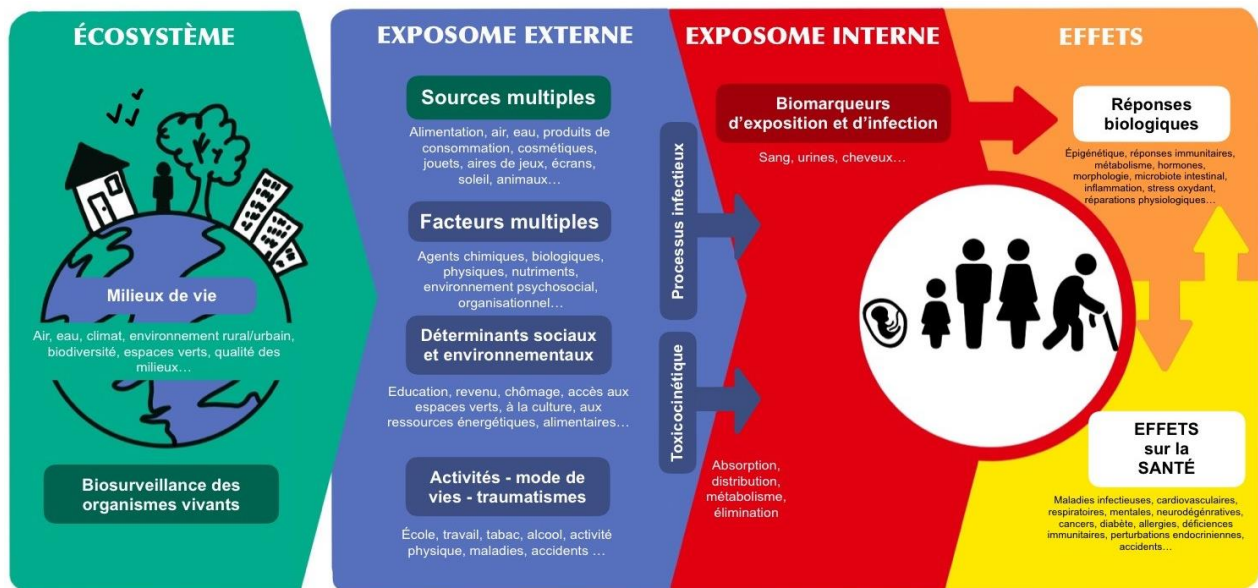 ÉCOSYSTÈME
Milieux de vie
Air, eau, climat, environnement rural/urbain,
biodiversité, espaces verts, qualité des
milieux…
Biosurveillance des
organismes vivants
EXPOSOME EXTERNE
Sources multiples
Alimentation, air, eau, produits de
consommation, cosmétiques,
jouets, aires de jeux, écrans,
soleil, animaux…
Facteurs multiples
Agents chimiques, biologiques,
physiques, nutriments,
environnement psychosocial,
organisationnel…
Déterminants sociaux
et environnementaux
Education, revenu, chômage, accès aux
espaces verts, à la culture, aux
ressources énergétiques, alimentaires…
Activités - mode de
vies - traumatismes
École, travail, tabac, alcool, activité
physique, maladies, accidents …
Processus infectieux
Toxicocinétique
EXPOSOME INTERNE
Biomarqueurs
d’exposition et d’infection
Sang, urines, cheveux…
Absorption,
distribution,
métabolisme,
élimination
EFFETS
Réponses
biologiques
Épigénétique, réponses immunitaires,
métabolisme, hormones,
morphologie, microbiote intestinal,
inflammation, stress oxydant,
réparations physiologiques…
EFFETS
sur la
SANTÉ
Maladies infectieuses, cardiovasculaires,
respiratoires, mentales, neurodégénratives,
cancers, diabète, allergies, déficiences
immunitaires, perturbations endocriniennes,
accidents…